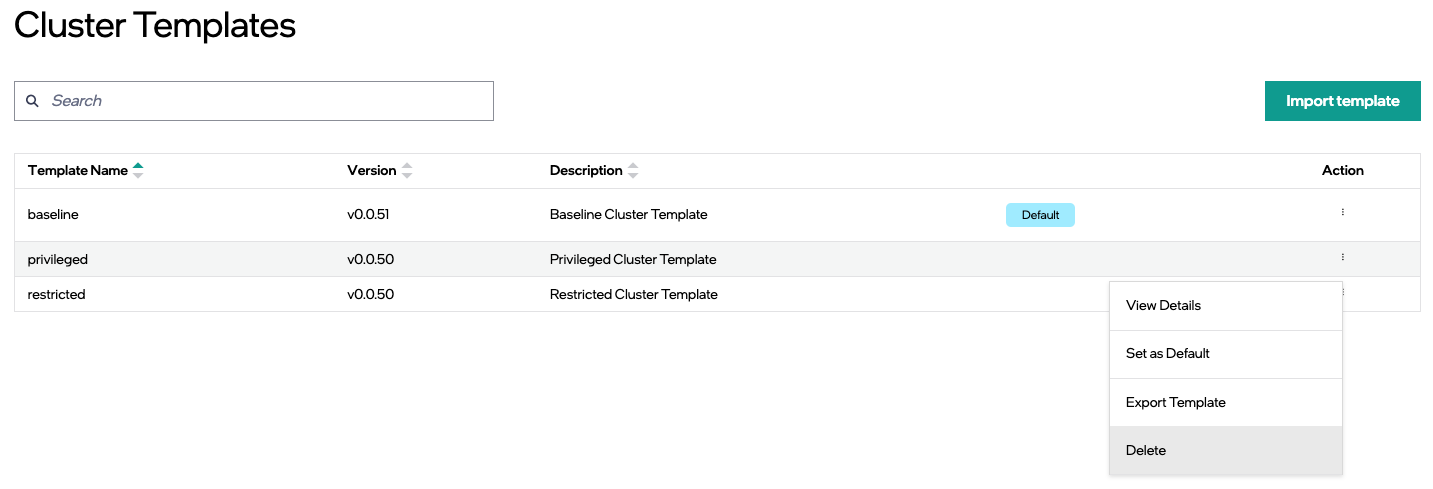 Cluster Templates
Search
Import template
Template Name Version Description Action
baseline v0.0.51 Baseline Cluster Template Default
privileged v0.0.50 Privileged Cluster Template
restricted v0.0.50 Restricted Cluster Template
View Details
Set as Default
Export Template
Delete